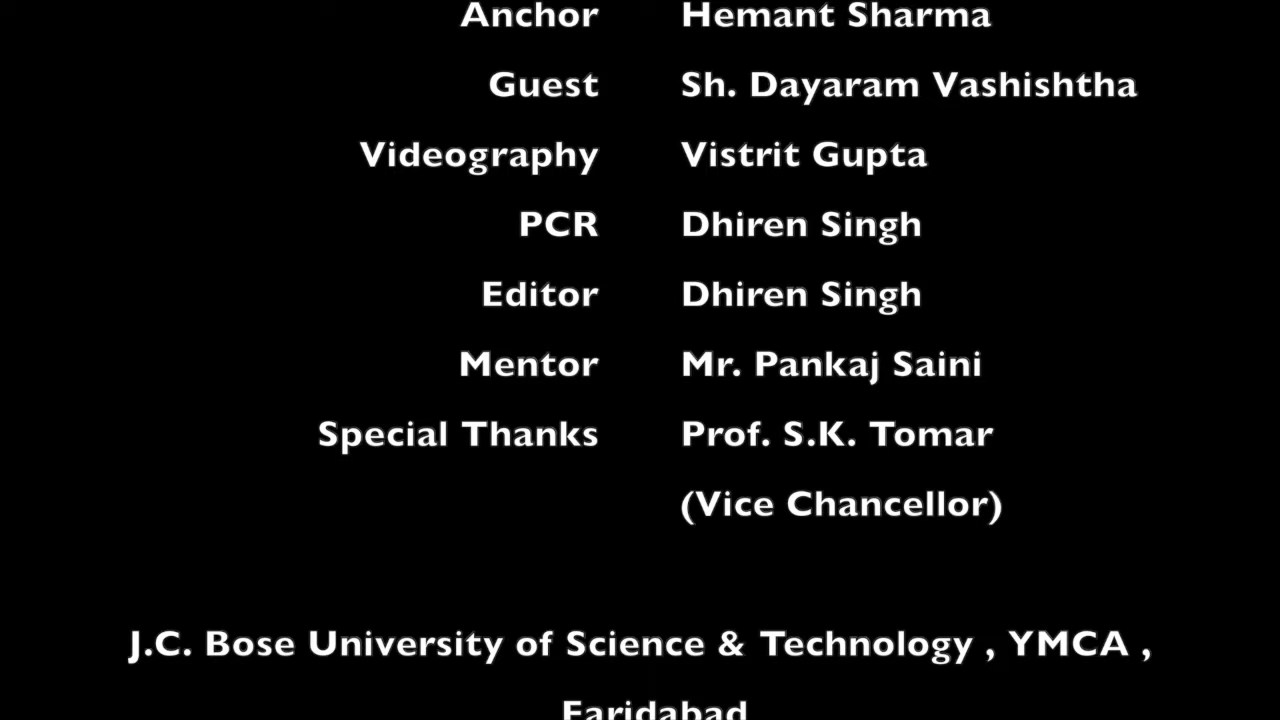 Anchor Hemant Sharma
Guest Sh. Dayaram Vashishtha
Videography Vistrit Gupta
PCR Dhiren Singh
Editor Dhiren Singh
Mentor Mr. Pankaj Saini
Special Thanks Prof. S.K. Tomar
(Vice Chancellor)
J.C. Bose University of Science & Technology , YMCA ,
Faridabad